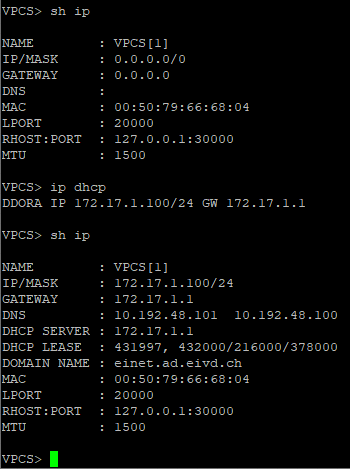 VPCS> sh ip
NAME        : VPCS[1]
IP/MASK     : 0.0.0.0/0
GATEWAY     : 0.0.0.0
DNS         :
MAC         : 00:50:79:66:68:04
LPORT       : 20000
RHOST:PORT  : 127.0.0.1:30000
MTU         : 1500
VPCS> ip dhcp
DDORA IP 172.17.1.100/24 GW 172.17.1.1
VPCS> sh ip
NAME        : VPCS[1]
IP/MASK     : 172.17.1.100/24
GATEWAY     : 172.17.1.1
DNS         : 10.192.48.101  10.192.48.100
DHCP SERVER : 172.17.1.1
DHCP LEASE  : 431997, 432000/216000/378000
DOMAIN NAME : einet.ad.eivd.ch
MAC         : 00:50:79:66:68:04
LPORT       : 20000
RHOST:PORT  : 127.0.0.1:30000
MTU         : 1500
VPCS>